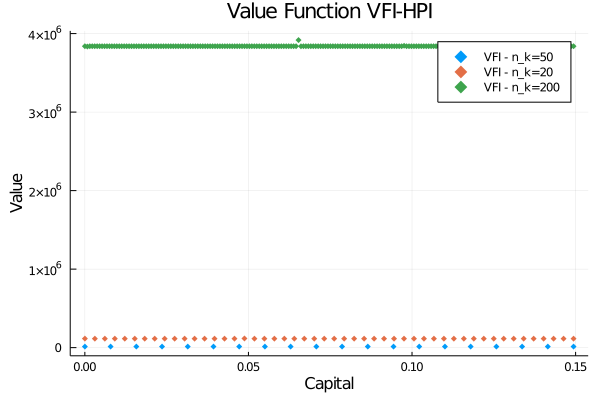 Value Function VFI-HPI
4×10⁶
3×10⁶
2×10⁶
1×10⁶
0
Value
VFI - n_k=50
VFI - n_k=20
VFI - n_k=200
0.00
0.05
0.10
0.15
Capital